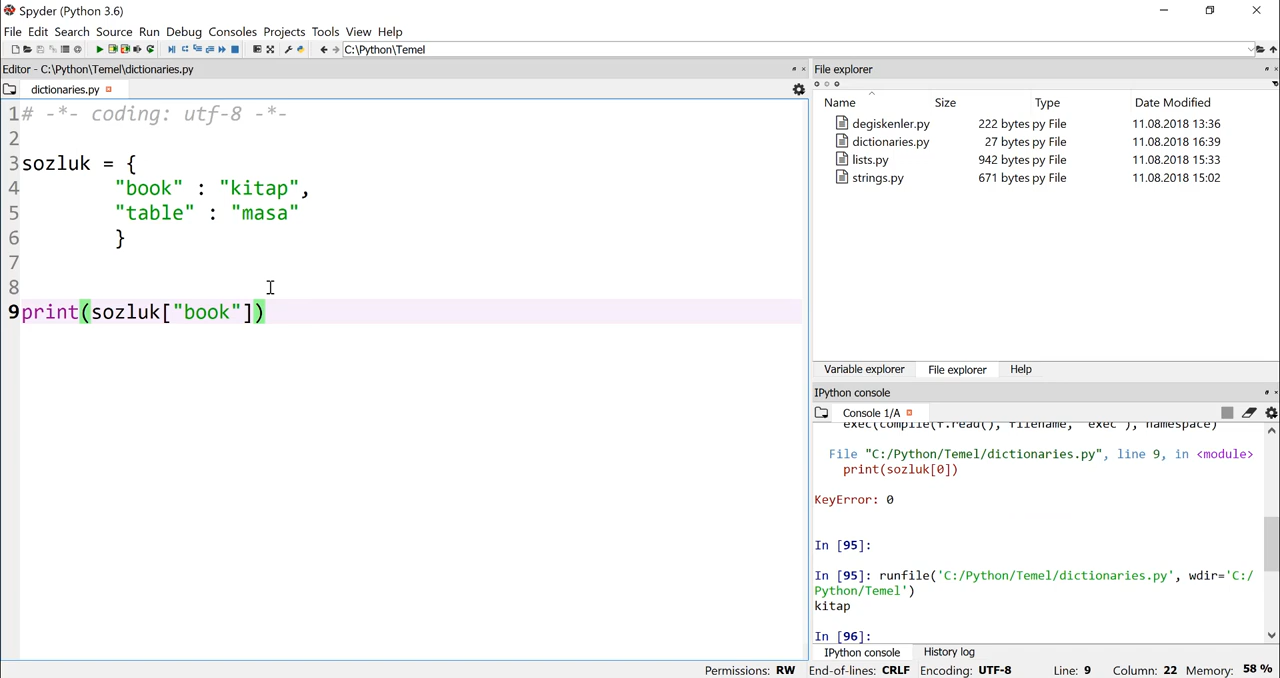 Spyder (Python 3.6)
File Edit Search Source Run Debug Consoles Projects Tools View Help
C:\Python\Temel
Editor - C:\Python\Temel\dictionaries.py
dictionaries.py
1 # -*- coding: utf-8 -*-
2
3 sozluk = {
4 "book" : "kitap",
5 "table" : "masa"
6 }
7
8
9 print(sozluk["book"])
File explorer
Name Size Type Date Modified
degiskenler.py 222 bytes py File 11.08.2018 13:36
dictionaries.py 27 bytes py File 11.08.2018 16:39
lists.py 942 bytes py File 11.08.2018 15:33
strings.py 671 bytes py File 11.08.2018 15:02
Variable explorer File explorer Help
IPython console
Console 1/A
exec(compile(f.read(), filename, 'exec'), namespace)
File "C:/Python/Temel/dictionaries.py", line 9, in <module>
print(sozluk[0])
KeyError: 0
In [95]:
In [95]: runfile('C:/Python/Temel/dictionaries.py', wdir='C:/
Python/Temel')
kitap
In [96]:
IPython console History log
Permissions: RW End-of-lines: CRLF Encoding: UTF-8 Line: 9 Column: 22 Memory: 58 %